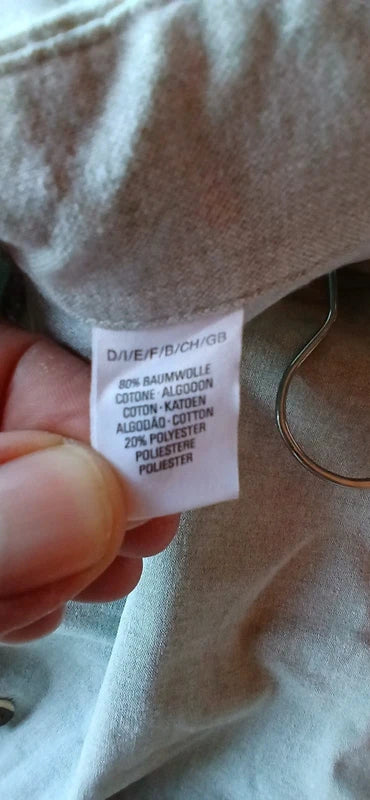 D/I/E/F/B/CH/GB
80% BAUMWOLLE
COTONE·ALGODON
COTON·KATOEN
ALGODÃO·COTTON
20% POLYESTER
POLIESTERE
POLIESTER